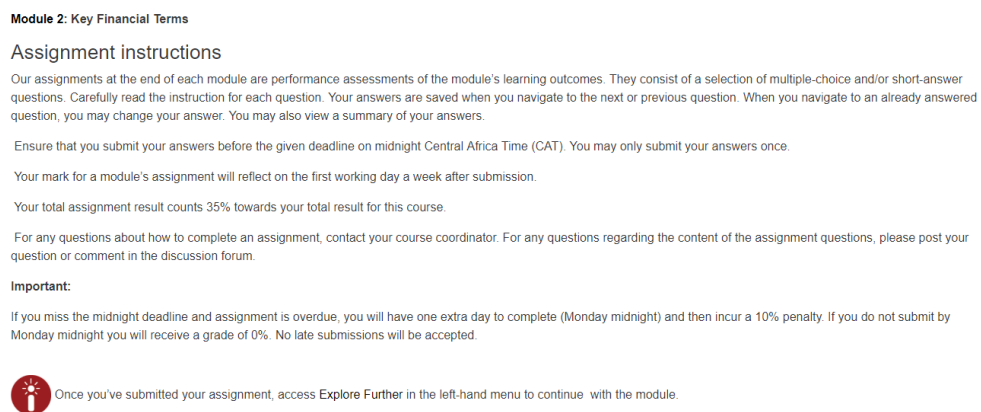 Module 2: Key Financial Terms
Assignment instructions
Our assignments at the end of each module are performance assessments of the module's learning outcomes. They consist of a selection of multiple-choice and/or short-answer
questions. Carefully read the instruction for each question. Your answers are saved when you navigate to the next or previous question. When you navigate to an already answered
question, you may change your answer. You may also view a summary of your answers.
Ensure that you submit your answers before the given deadline on midnight Central Africa Time (CAT). You may only submit your answers once.
Your mark for a module's assignment will reflect on the first working day a week after submission.
Your total assignment result counts 35% towards your total result for this course.
For any questions about how to complete an assignment, contact your course coordinator. For any questions regarding the content of the assignment questions, please post your
question or comment in the discussion forum.
Important:
If you miss the midnight deadline and assignment is overdue, you will have one extra day to complete (Monday midnight) and then incur a 10% penalty. If you do not submit by
Monday midnight you will receive a grade of 0%. No late submissions will be accepted.
Once you've submitted your assignment, access Explore Further in the left-hand menu to continue with the module.